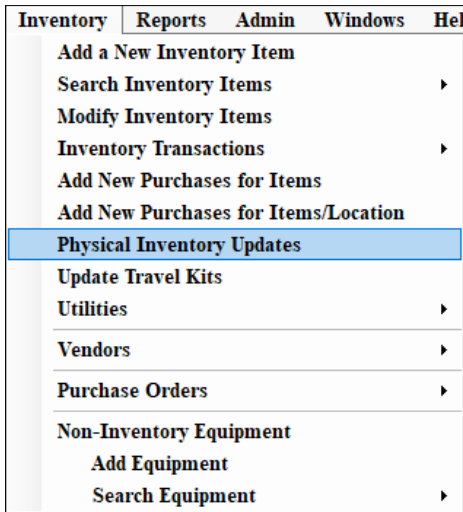 Inventory Reports Admin Windows Hel
Add a New Inventory Item
Search Inventory Items
Modify Inventory Items
Inventory Transactions
Add New Purchases for Items
Add New Purchases for Items/Location
Physical Inventory Updates
Update Travel Kits
Utilities
Vendors
Purchase Orders
Non-Inventory Equipment
Add Equipment
Search Equipment